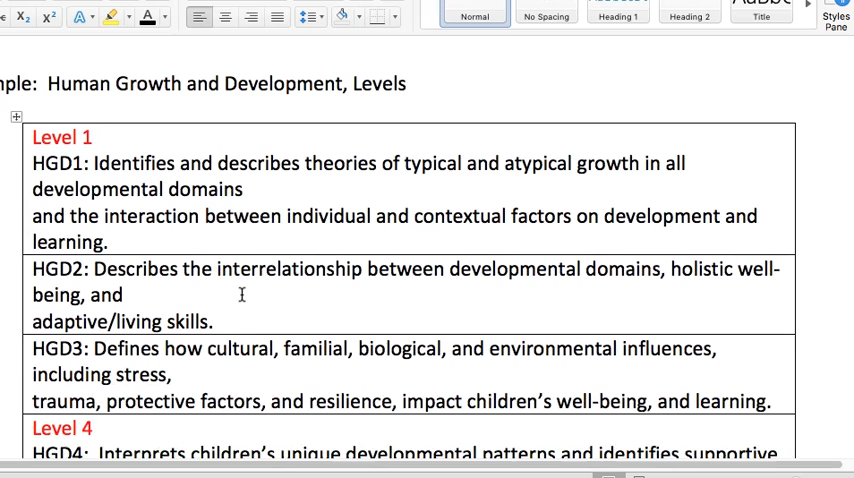 Normal
No Spacing
Heading 1
Heading 2
Title
Styles
Pane
mple: Human Growth and Development, Levels
Level 1
HGD1: Identifies and describes theories of typical and atypical growth in all
developmental domains
and the interaction between individual and contextual factors on development and
learning.
HGD2: Describes the interrelationship between developmental domains, holistic well-
being, and
adaptive/living skills.
HGD3: Defines how cultural, familial, biological, and environmental influences,
including stress,
trauma, protective factors, and resilience, impact children’s well-being, and learning.
Level 4
HGD4:  Interprets children’s unique developmental patterns and identifies supportive